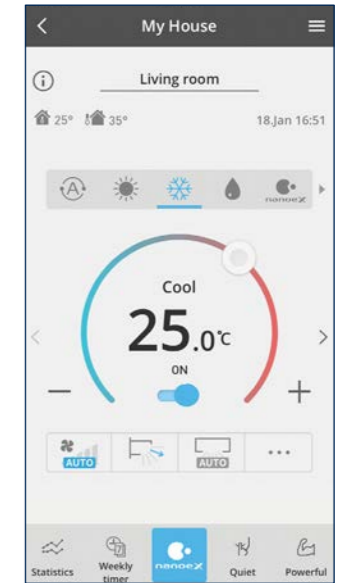 My House
Living room
25° 35° 18.Jan 16:51
A nanoeX
Cool
25.0℃
ON
AUTO AUTO
Statistics Weekly timer nanoeX Quiet Powerful